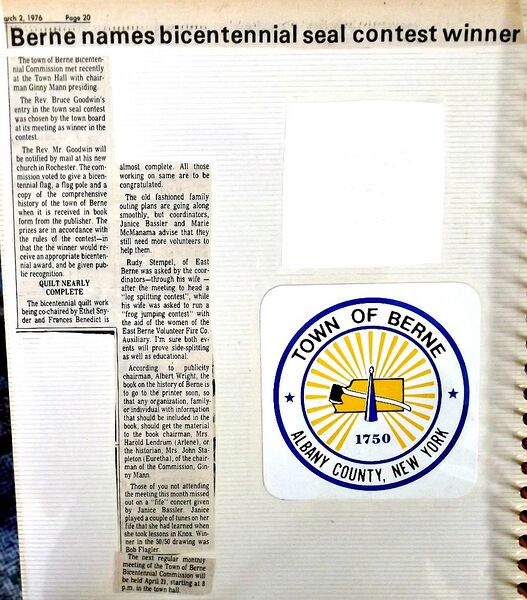 arch 2, 1976 Page 20
Berne names bicentennial seal contest winner
The town of Berne Bicenten-
nial Commission met recently
at the Town Hall with chair-
man Ginny Mann presiding.
The Rev. Bruce Goodwin's
entry in the town seal contest
was chosen by the town board
at its meeting as winner in the
contest.
The Rev. Mr. Goodwin will
be notified by mail at his new
church in Rochester. The com-
mission voted to give a bicen-
tennial flag, a flag pole and a
copy of the comprehensive
history of the town of Berne
when it is received in book
form from the publisher. The
prizes are in accordance with
the rules of the contest—in
that the the winner would re-
ceive an appropriate bicenten-
nial award, and be given pub-
lic recognition.
QUILT NEARLY
COMPLETE
The bicentennial quilt work
being co-chaired by Ethel Sny-
der and Frances Benedict is
almost complete. All those
working on same are to be
congratulated.
The old fashioned family
outing plans are going along
smoothly, but coordinators,
Janice Bassler and Marie
McManama advise that they
still need more volunteers to
help them.
Rudy Stempel, of East
Berne was asked by the coor-
dinators—through his wife —
after the meeting to head a
"log splitting contest", while
his wife was asked to run a
"frog jumping contest" with
the aid of the women of the
East Berne Volunteer Fire Co.
Auxiliary. I'm sure both ev-
ents will prove side-splitting
as well as educational.
According to publicity
chairman, Albert Wright, the
book on the history of Berne is
to go to the printer soon, so
that any organization, family
or individual with information
that should be included in the
book, should get the material
to the book chairman, Mrs.
Harold Lendrum (Arlene), or
the historian, Mrs. John Sta-
pleton (Euretha), of the chair-
man of the Commission, Gin-
ny Mann.
Those of you not attending
the meeting this month missed
out on a "fife" concert given
by Janice Bassler. Janice
played a couple of tunes on her
fife that she had learned when
she took lessons in Knox. Win-
ner in the 50/50 drawing was
Bob Flagler.
The next regular monthly
meeting of the Town of Berne
Bicentennial Commission will
be held April 21, starting at 8
p.m. in the town hall.
TOWN OF BERNE
1750
ALBANY COUNTY, NEW YORK